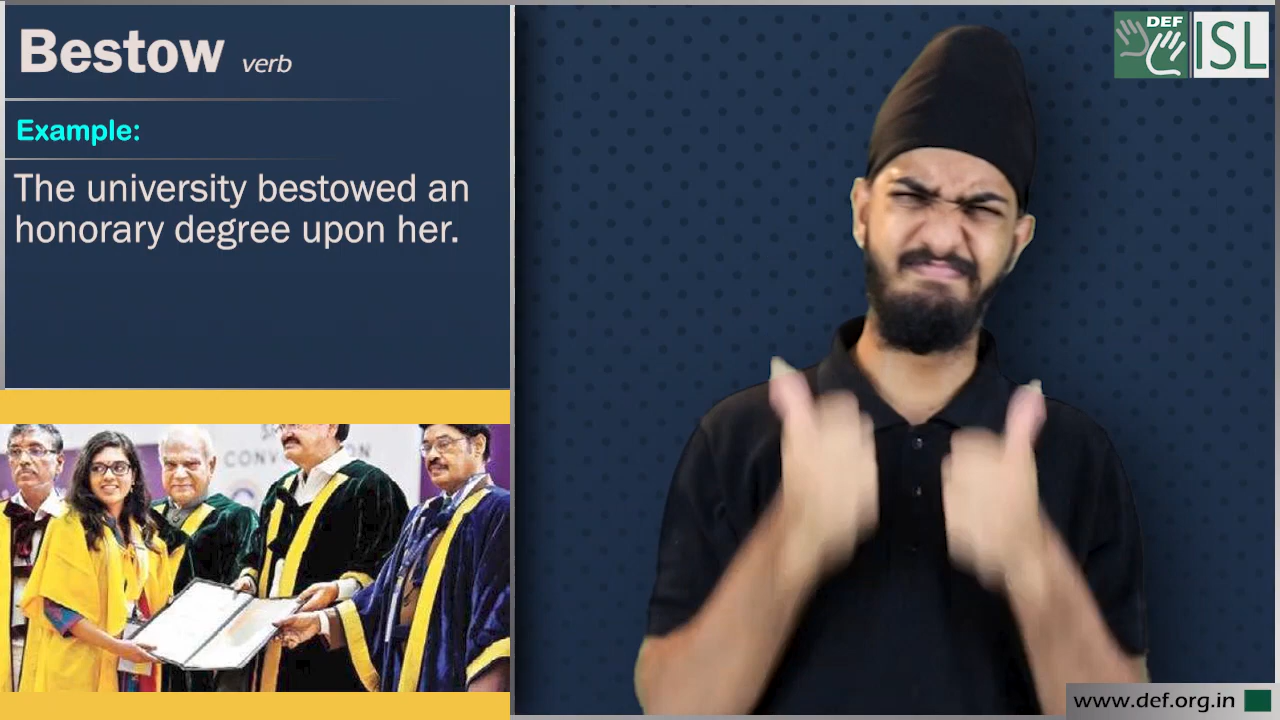 Bestow verb
Example:
The university bestowed an
honorary degree upon her.
DEF
ISL
www.def.org.in